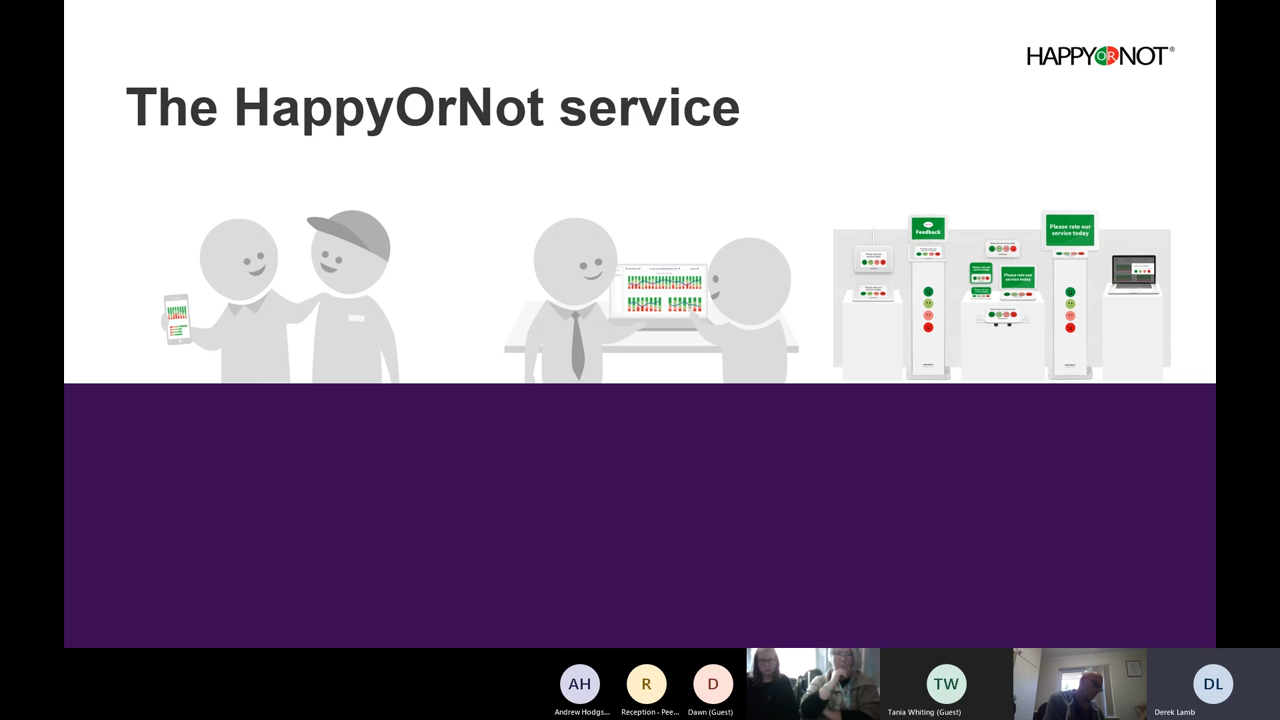 HAPPYORNOT®
The HappyOrNot service
Feedback
Please rate our
service today
Please rate our
service today
AH
R
D
TW
DL
Andrew Hodgs...
Reception - Pee...
Dawn (Guest)
Tania Whiting (Guest)
Derek Lamb